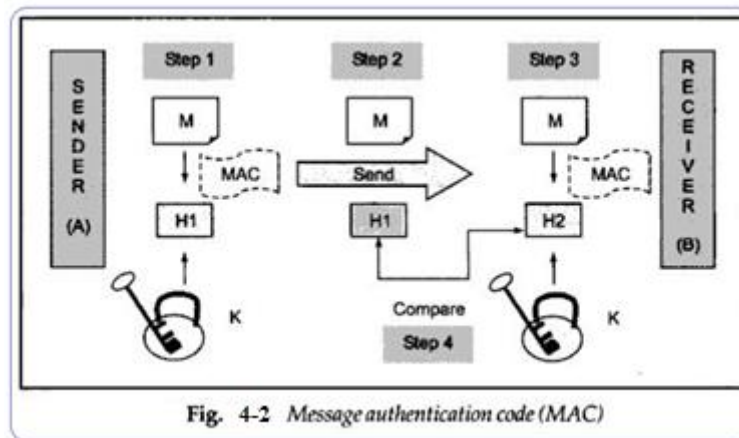 Step 1
Step 2
Step 3
SENDER
(A)
RECEIVER
(B)
M
M
M
MAC
Send
MAC
H1
H1
H2
K
Compare
K
Step 4
Fig. 4-2 Message authentication code (MAC)